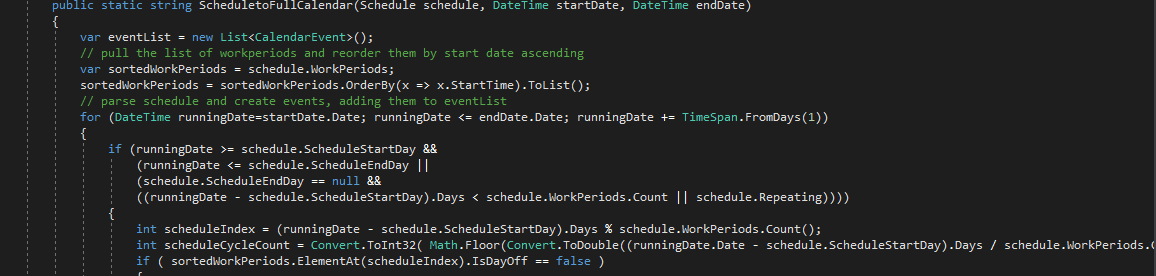 public static string ScheduletoFullCalendar(Schedule schedule, DateTime startDate, DateTime endDate)
{
var eventList = new List<CalendarEvent>();
// pull the list of workperiods and reorder them by start date ascending
var sortedWorkPeriods = schedule.WorkPeriods;
sortedWorkPeriods = sortedWorkPeriods.OrderBy(x => x.StartTime).ToList();
// parse schedule and create events, adding them to eventList
for (DateTime runningDate=startDate.Date; runningDate <= endDate.Date; runningDate += TimeSpan.FromDays(1))
{
if (runningDate >= schedule.ScheduleStartDay &&
(runningDate <= schedule.ScheduleEndDay ||
(schedule.ScheduleEndDay == null &&
((runningDate - schedule.ScheduleStartDay).Days < schedule.WorkPeriods.Count || schedule.Repeating))))
{
int scheduleIndex = (runningDate - schedule.ScheduleStartDay).Days % schedule.WorkPeriods.Count();
int scheduleCycleCount = Convert.ToInt32( Math.Floor(Convert.ToDouble((runningDate.Date - schedule.ScheduleStartDay).Days / schedule.WorkPeriods.
if ( sortedWorkPeriods.ElementAt(scheduleIndex).IsDayOff == false )
{